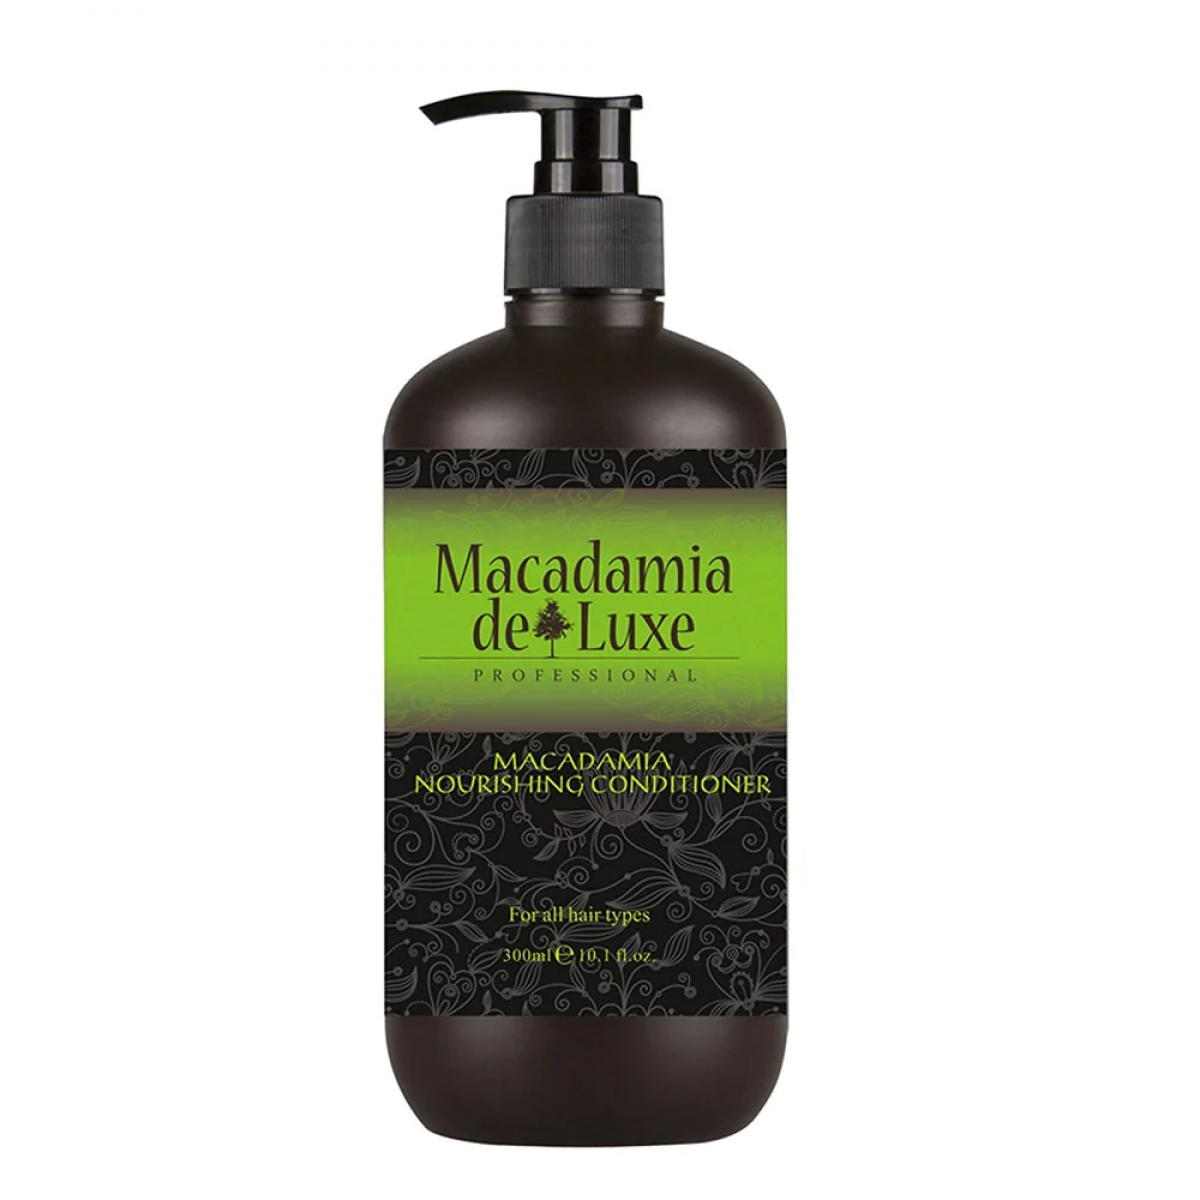 Macadamia
de Luxe
PROFESSIONAL
MACADAMIA
NOURISHING CONDITIONER
For all hair types
300ml ℮ 10.1 fl.oz.